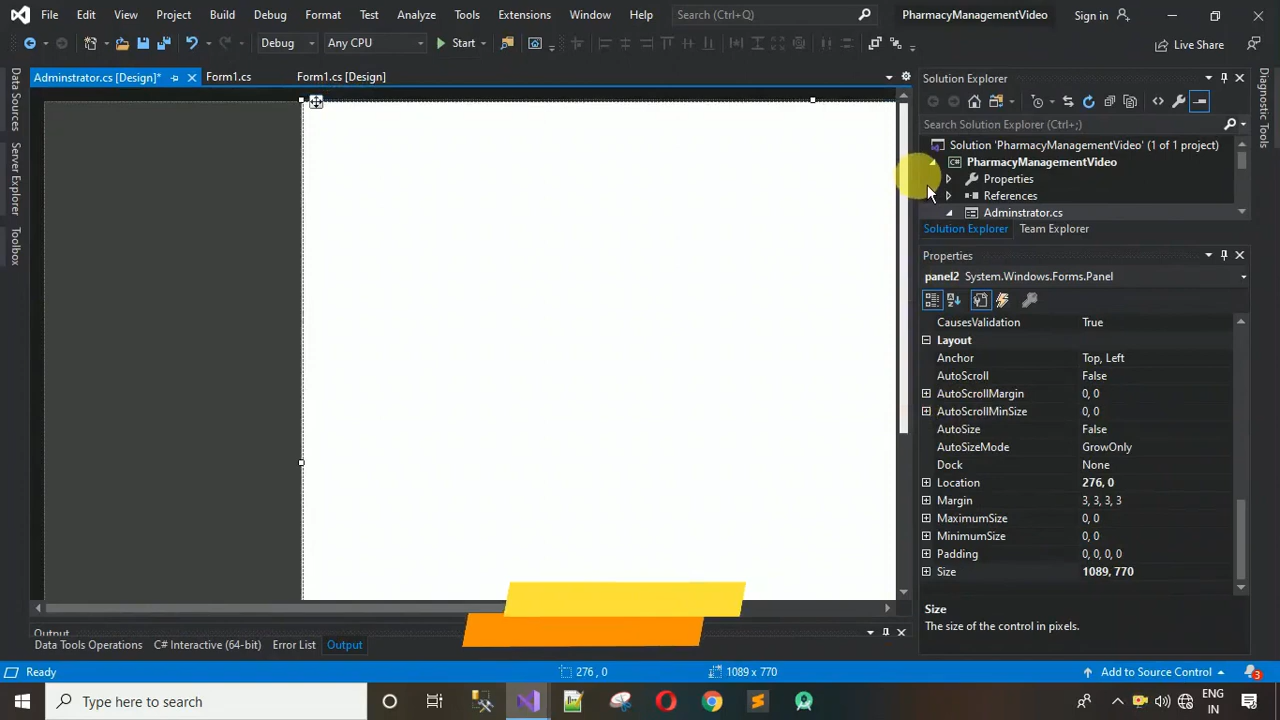 File Edit View Project Build Debug Format Test Analyze Tools Extensions Window Help Search (Ctrl+Q) PharmacyManagementVideo Sign in
Debug Any CPU Start Live Share
Adminstrator.cs [Design]* Form1.cs Form1.cs [Design]
Data Sources
Server Explorer
Toolbox
Solution Explorer
Search Solution Explorer (Ctrl+;)
Solution 'PharmacyManagementVideo' (1 of 1 project)
PharmacyManagementVideo
Properties
References
Adminstrator.cs
Solution Explorer Team Explorer
Diagnostic Tools
Properties
panel2 System.Windows.Forms.Panel
CausesValidation True
Layout
Anchor Top, Left
AutoScroll False
AutoScrollMargin 0, 0
AutoScrollMinSize 0, 0
AutoSize False
AutoSizeMode GrowOnly
Dock None
Location 276, 0
Margin 3, 3, 3, 3
MaximumSize 0, 0
MinimumSize 0, 0
Padding 0, 0, 0, 0
Size 1089, 770
Size
The size of the control in pixels.
Output
Data Tools Operations C# Interactive (64-bit) Error List Output
Ready 276 , 0 1089 x 770 Add to Source Control 3
Type here to search ENG
IN